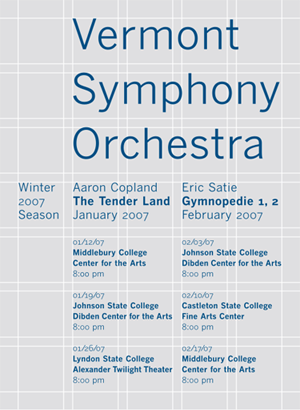 Vermont
Symphony
Orchestra
Winter
2007
Season
Aaron Copland
The Tender Land
January 2007
Eric Satie
Gymnopedie 1, 2
February 2007
01/12/07
Middlebury College
Center for the Arts
8:00 pm
02/03/07
Johnson State College
Dibden Center for the Arts
8:00 pm
01/19/07
Johnson State College
Dibden Center for the Arts
8:00 pm
02/10/07
Castleton State College
Fine Arts Center
8:00 pm
01/26/07
Lyndon State College
Alexander Twilight Theater
8:00 pm
02/17/07
Middlebury College
Center for the Arts
8:00 pm